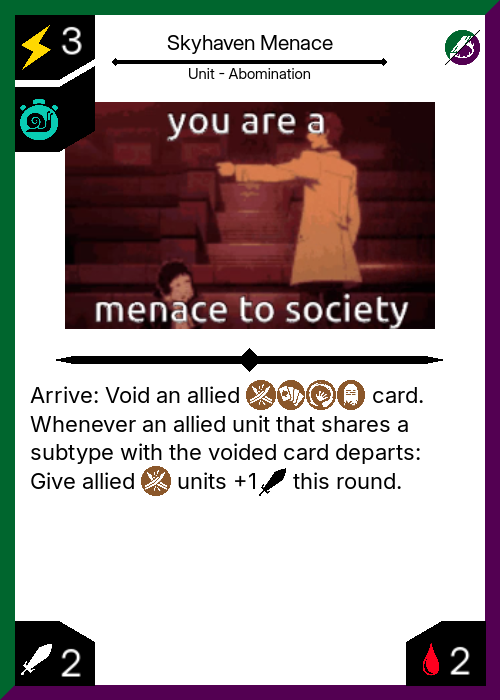 3
Skyhaven Menace
Unit - Abomination
you are a
menace to society
Arrive: Void an allied card.
Whenever an allied unit that shares a
subtype with the voided card departs:
Give allied units +1 this round.
2
2